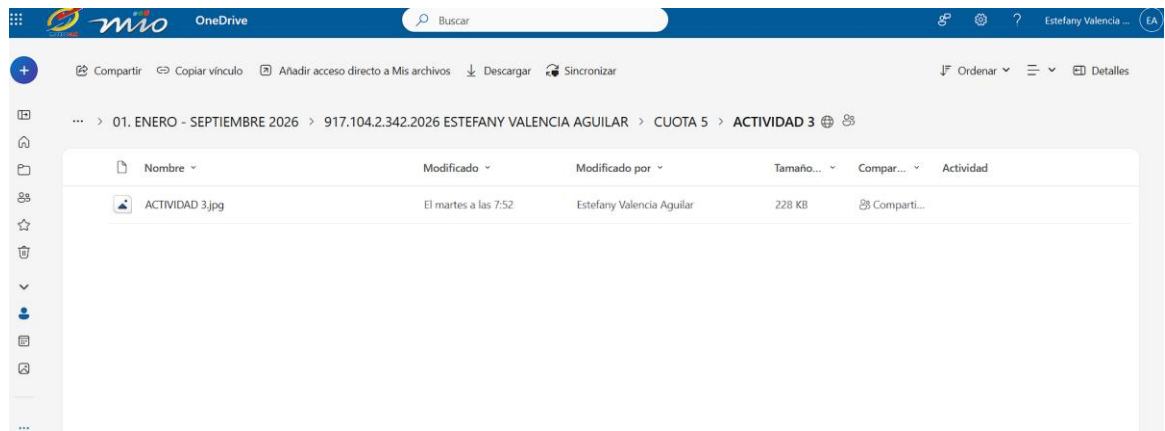 mio OneDrive Buscar ? Estefany Valencia ... EA
Compartir Copiar vínculo Añadir acceso directo a Mis archivos Descargar Sincronizar Ordenar Detalles
... > 01. ENERO - SEPTIEMBRE 2026 > 917.104.2.342.2026 ESTEFANY VALENCIA AGUILAR > CUOTA 5 > ACTIVIDAD 3
Nombre Modificado Modificado por Tamaño... Compar... Actividad
ACTIVIDAD 3.jpg El martes a las 7:52 Estefany Valencia Aguilar 228 KB Comparti...